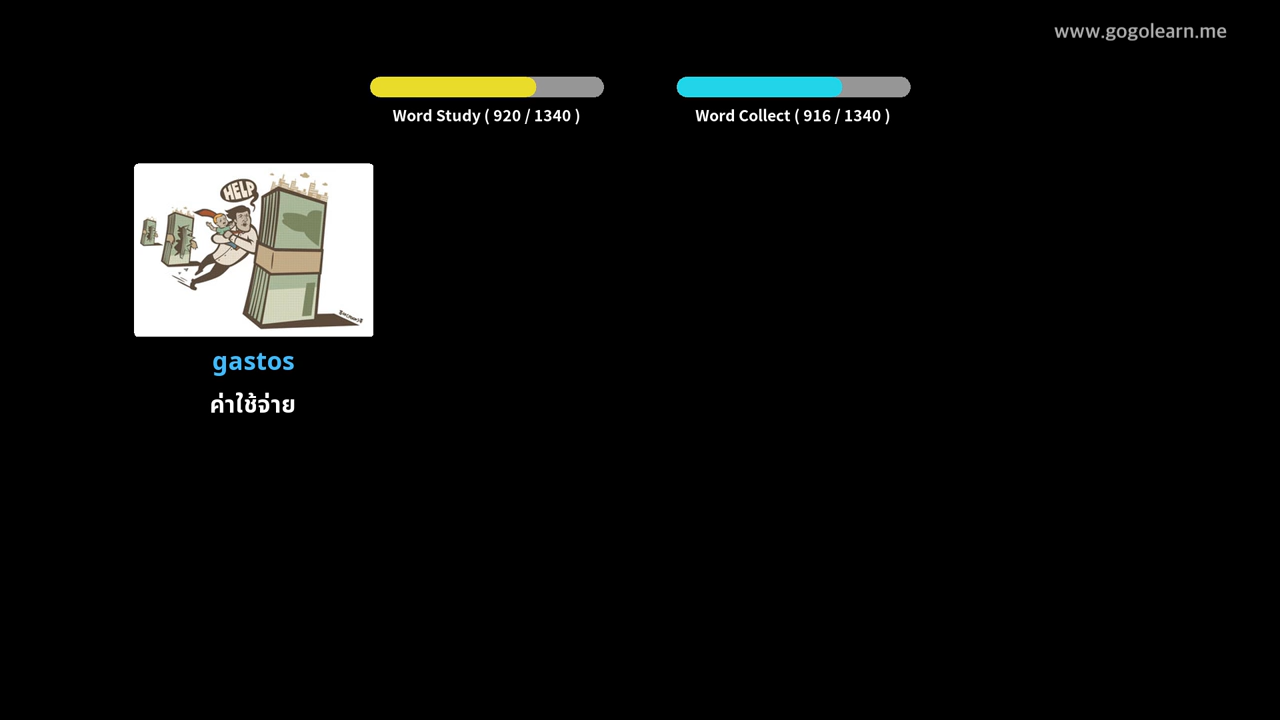 www.gogolearn.me
Word Study ( 920 / 1340 )
Word Collect ( 916 / 1340 )
HELP
gastos
ค่าใช้จ่าย